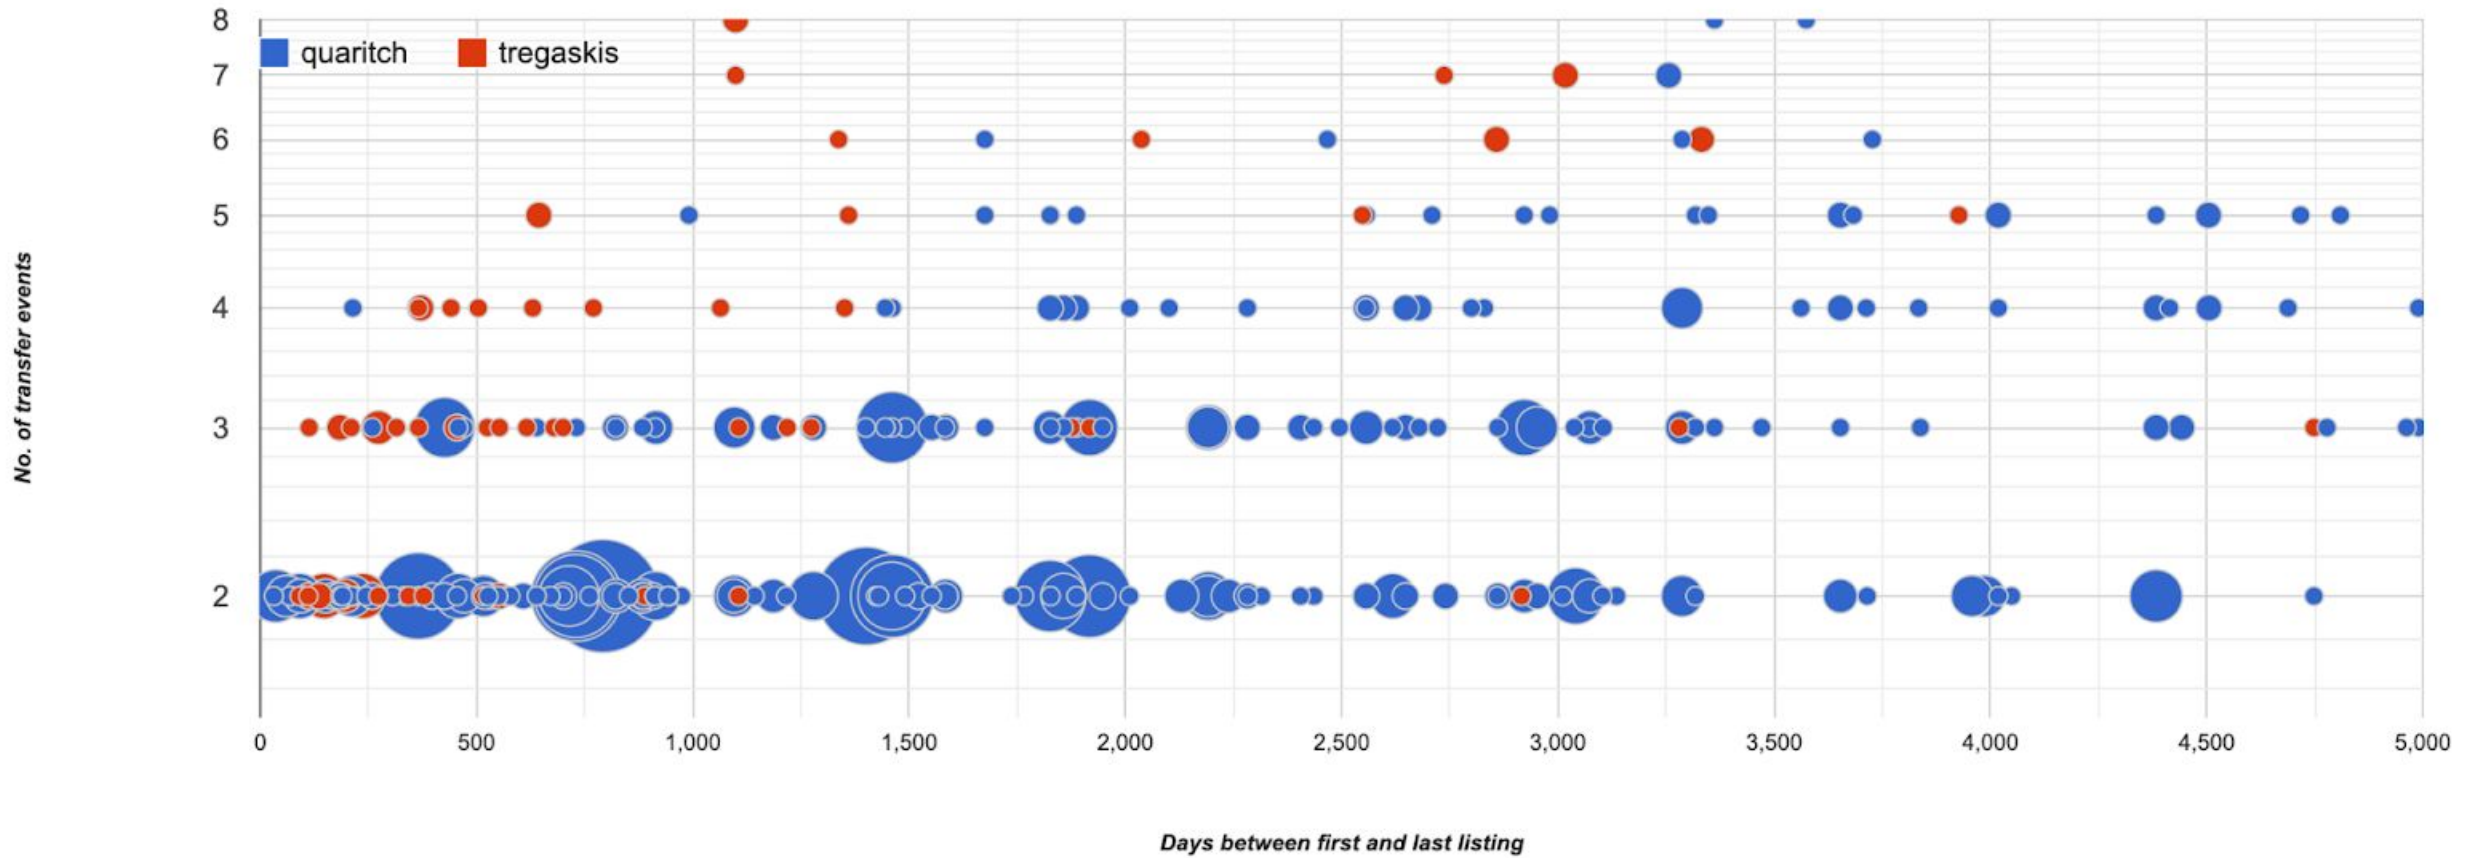 8
quaritch tregaskis
7
6
5
4
3
2
No. of transfer events
0 500 1,000 1,500 2,000 2,500 3,000 3,500 4,000 4,500 5,000
Days between first and last listing